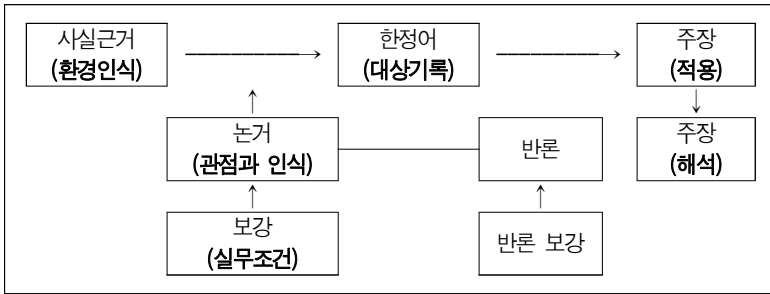 사실근거
(환경인식)
한정어
(대상기록)
주장
(적용)
논거
(관점과 인식)
반론
주장
(해석)
보강
(실무조건)
반론 보강